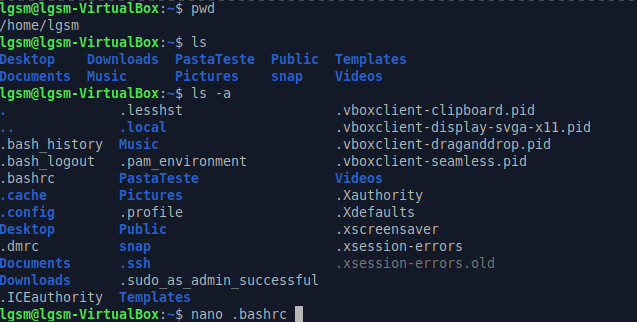 lgsm@lgsm-VirtualBox:~$ pwd
/home/lgsm
lgsm@lgsm-VirtualBox:~$ ls
Desktop Downloads PastaTeste Public Templates
Documents Music Pictures snap Videos
lgsm@lgsm-VirtualBox:~$ ls -a
. .lesshst .vboxclient-clipboard.pid
.. .local .vboxclient-display-svga-x11.pid
.bash_history Music .vboxclient-draganddrop.pid
.bash_logout .pam_environment .vboxclient-seamless.pid
.bashrc PastaTeste Videos
.cache Pictures .Xauthority
.config .profile .Xdefaults
Desktop Public .xscreensaver
.dmrc snap .xsession-errors
Documents .ssh .xsession-errors.old
Downloads .sudo_as_admin_successful
.ICEauthority Templates
lgsm@lgsm-VirtualBox:~$ nano .bashrc